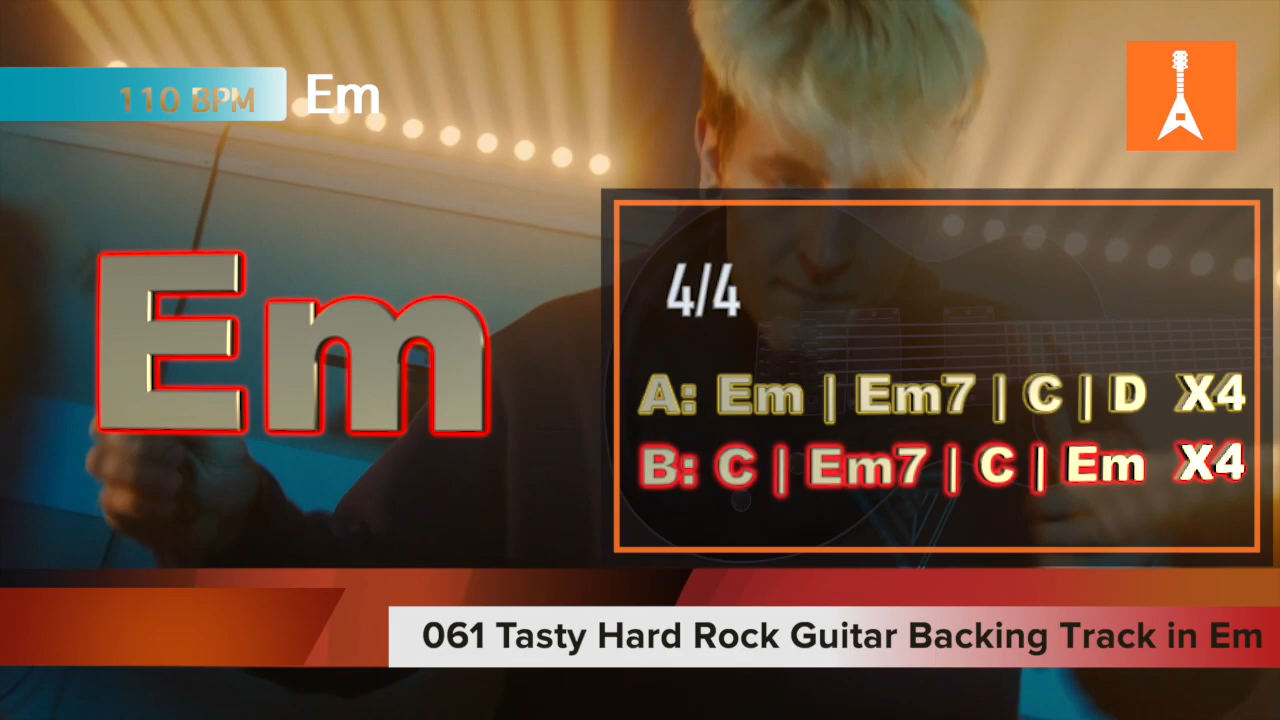 110 BPM Em
Em
4/4
A: Em | Em7 | C | D X4
B: C | Em7 | C | Em X4
061 Tasty Hard Rock Guitar Backing Track in Em